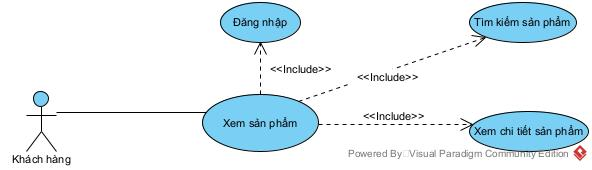 Đăng nhập
Tìm kiếm sản phẩm
<<Include>>
<<Include>>
Xem sản phẩm
<<Include>>
Xem chi tiết sản phẩm
Khách hàng
Powered By Visual Paradigm Community Edition